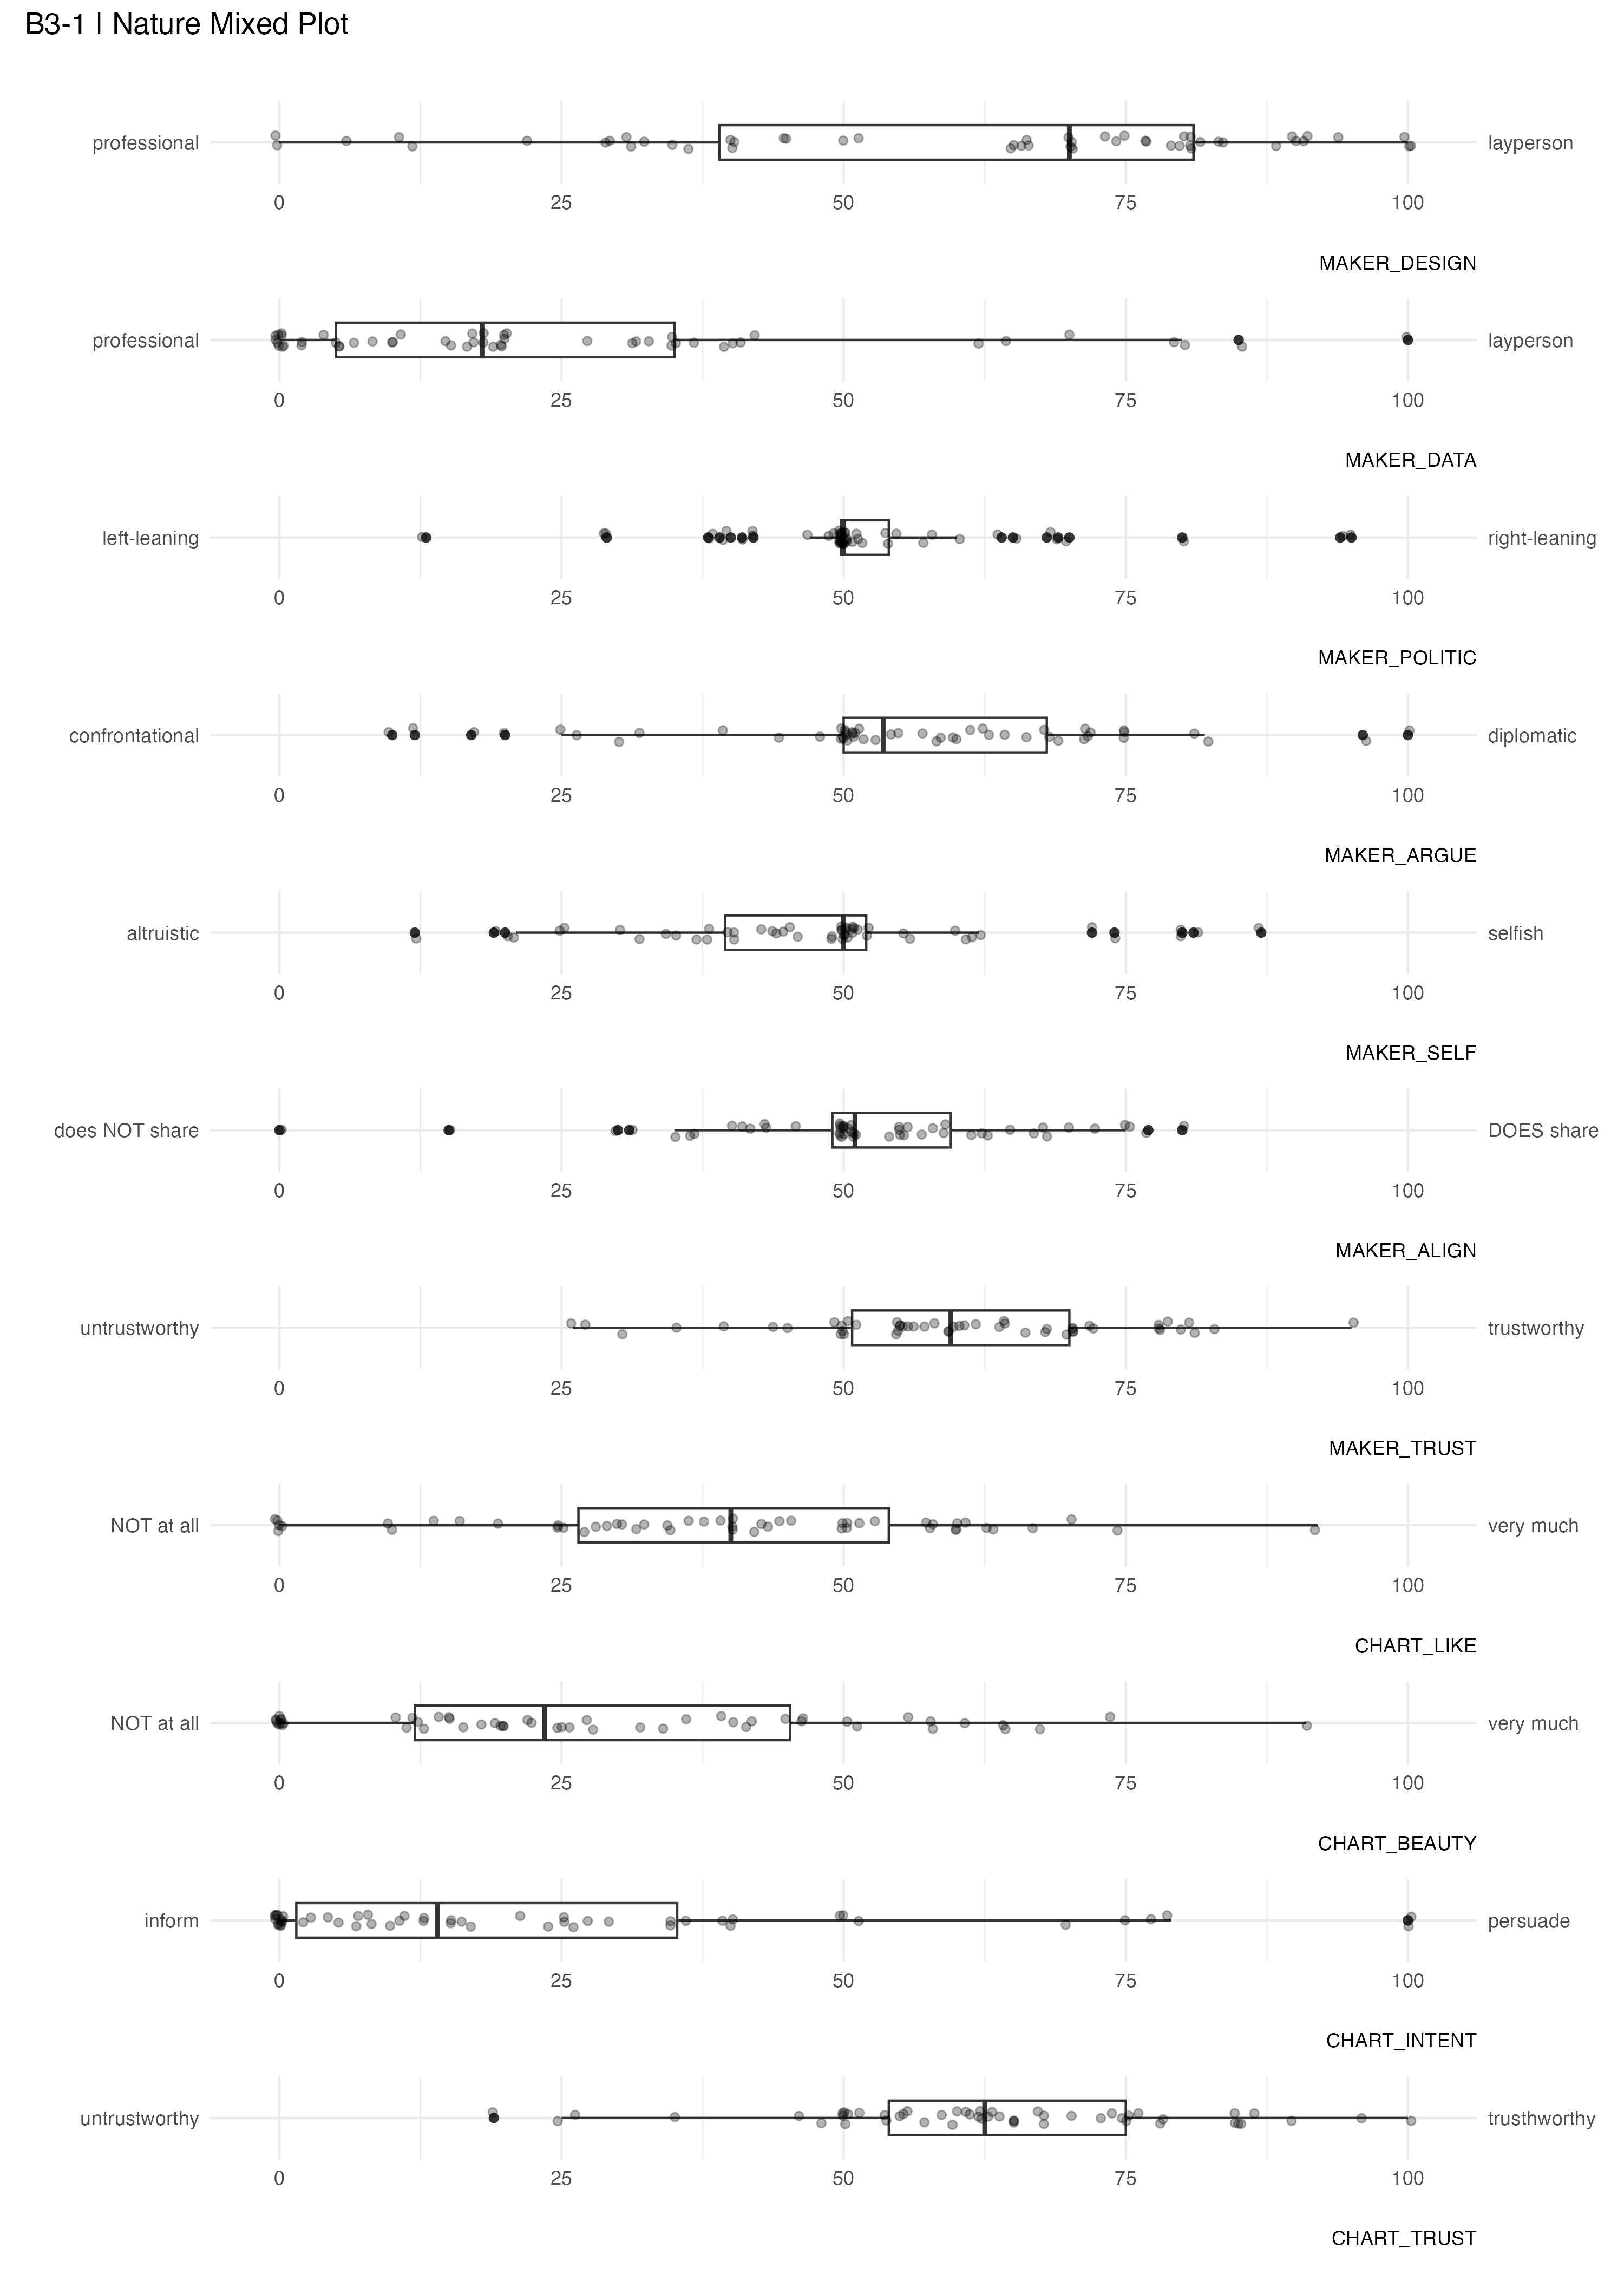 B3-1 | Nature Mixed Plot
professional layperson
0 25 50 75 100
MAKER_DESIGN
professional layperson
0 25 50 75 100
MAKER_DATA
left-leaning right-leaning
0 25 50 75 100
MAKER_POLITIC
confrontational diplomatic
0 25 50 75 100
MAKER_ARGUE
altruistic selfish
0 25 50 75 100
MAKER_SELF
does NOT share DOES share
0 25 50 75 100
MAKER_ALIGN
untrustworthy trustworthy
0 25 50 75 100
MAKER_TRUST
NOT at all very much
0 25 50 75 100
CHART_LIKE
NOT at all very much
0 25 50 75 100
CHART_BEAUTY
inform persuade
0 25 50 75 100
CHART_INTENT
untrustworthy trusthworthy
0 25 50 75 100
CHART_TRUST